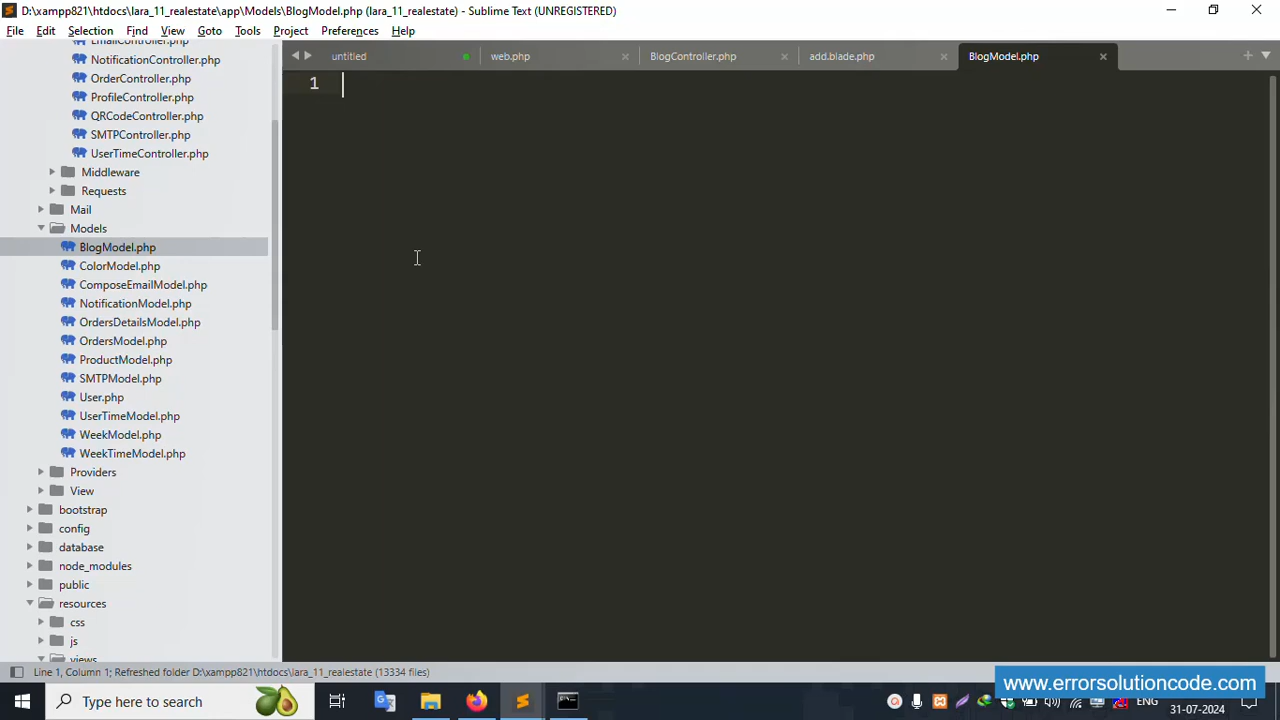 D:\xampp821\htdocs\lara_11_realestate\app\Models\BlogModel.php (lara_11_realestate) - Sublime Text (UNREGISTERED)
File Edit Selection Find View Goto Tools Project Preferences Help
EmailController.php
NotificationController.php
OrderController.php
ProfileController.php
QRCodeController.php
SMTPController.php
UserTimeController.php
Middleware
Requests
Mail
Models
BlogModel.php
ColorModel.php
ComposeEmailModel.php
NotificationModel.php
OrdersDetailsModel.php
OrdersModel.php
ProductModel.php
SMTPModel.php
User.php
UserTimeModel.php
WeekModel.php
WeekTimeModel.php
Providers
View
bootstrap
config
database
node_modules
public
resources
css
js
views
untitled web.php BlogController.php add.blade.php BlogModel.php
1
Line 1, Column 1; Refreshed folder D:\xampp821\htdocs\lara_11_realestate (13334 files)
www.errorsolutioncode.com
Type here to search
ENG
31-07-2024